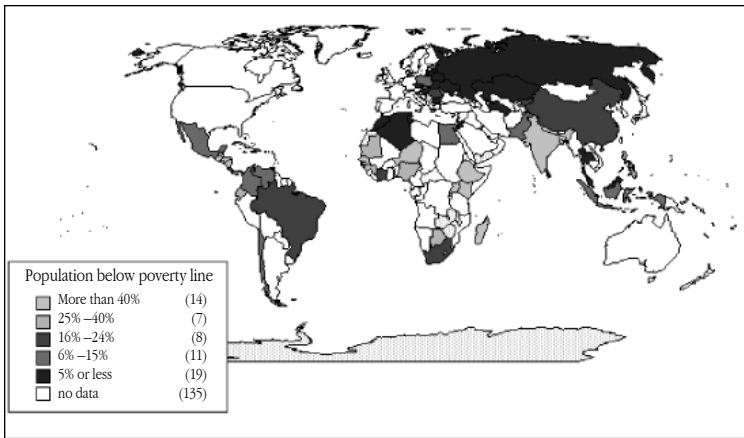 Population below poverty line
More than 40% (14)
25% –40% (7)
16% –24% (8)
6% –15% (11)
5% or less (19)
no data (135)